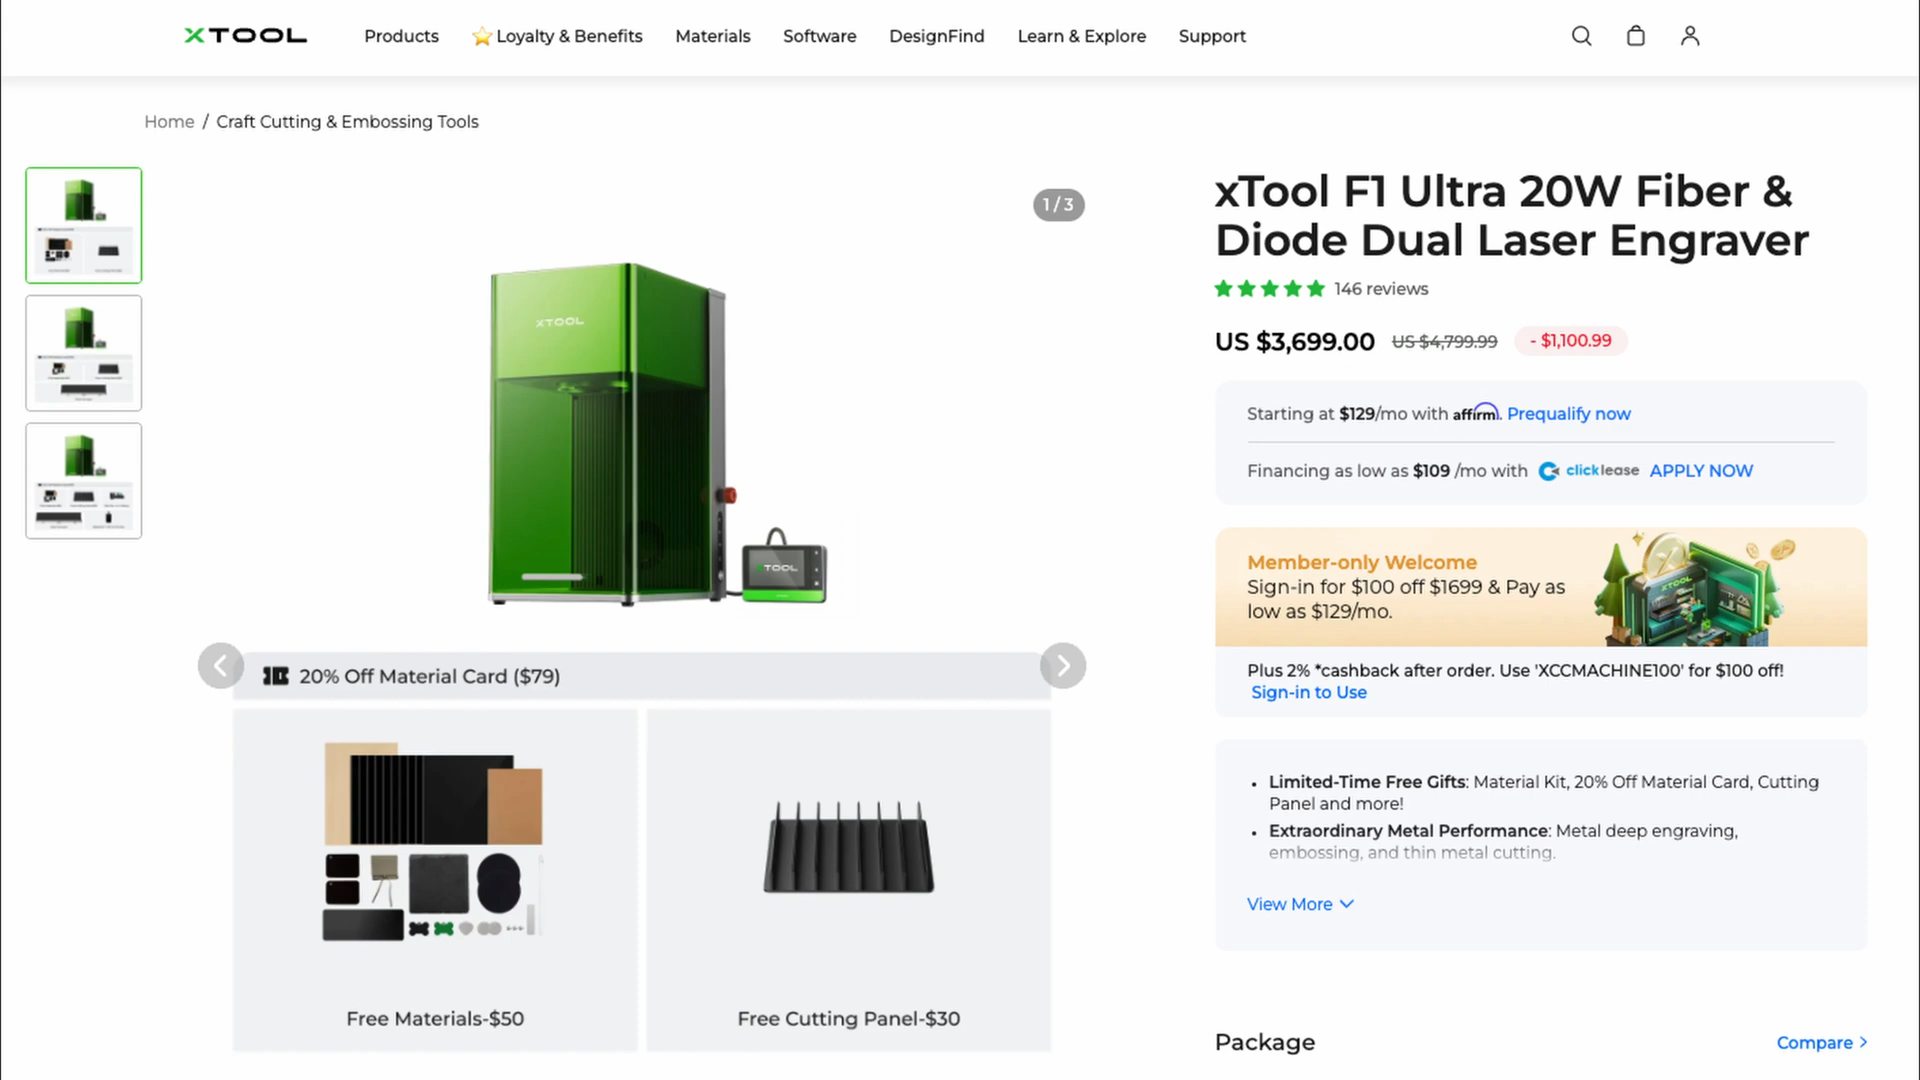 XTOOL
Products
Loyalty & Benefits
Materials
Software
DesignFind
Learn & Explore
Support
Home / Craft Cutting & Embossing Tools
1 / 3
XTOOL
XTOOL
20% Off Material Card ($79)
Free Materials-$50
Free Cutting Panel-$30
xTool F1 Ultra 20W Fiber &
Diode Dual Laser Engraver
146 reviews
US $3,699.00 US $4,799.99 - $1,100.99
Starting at $129/mo with affirm. Prequalify now
Financing as low as $109 /mo with clicklease APPLY NOW
Member-only Welcome
Sign-in for $100 off $1699 & Pay as
low as $129/mo.
XTOOL
Plus 2% *cashback after order. Use 'XCCMACHINE100' for $100 off!
Sign-in to Use
• Limited-Time Free Gifts: Material Kit, 20% Off Material Card, Cutting
Panel and more!
• Extraordinary Metal Performance: Metal deep engraving,
embossing, and thin metal cutting.
View More
Package
Compare >